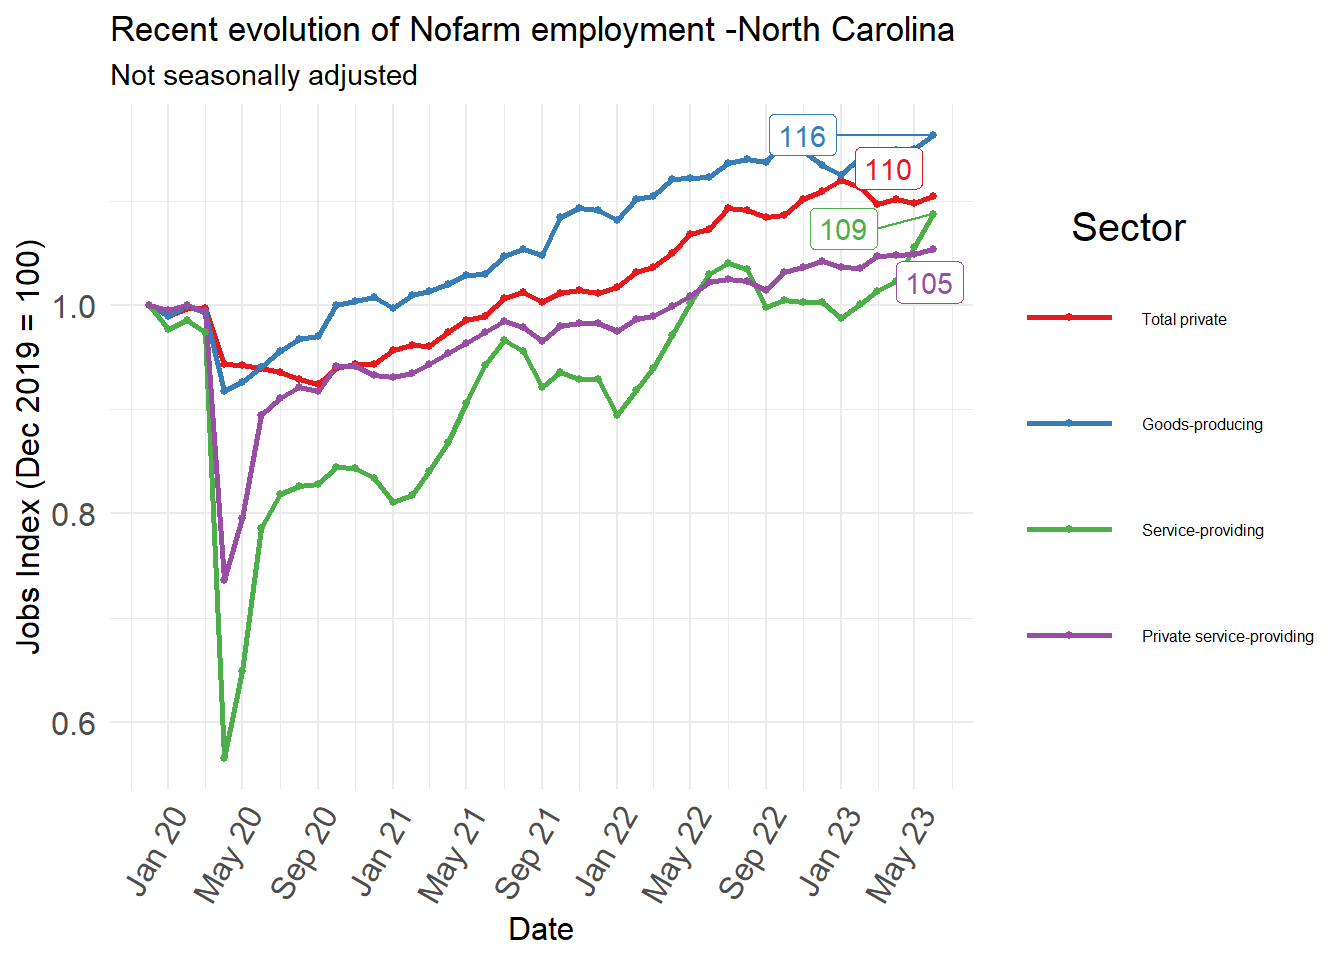 Recent evolution of Nofarm employment -North Carolina
Not seasonally adjusted
116
110
109
105
1.0
0.8
0.6
Jobs Index (Dec 2019 = 100)
Jan 20
May 20
Sep 20
Jan 21
May 21
Sep 21
Jan 22
May 22
Sep 22
Jan 23
May 23
Date
Sector
Total private
Goods-producing
Service-providing
Private service-providing